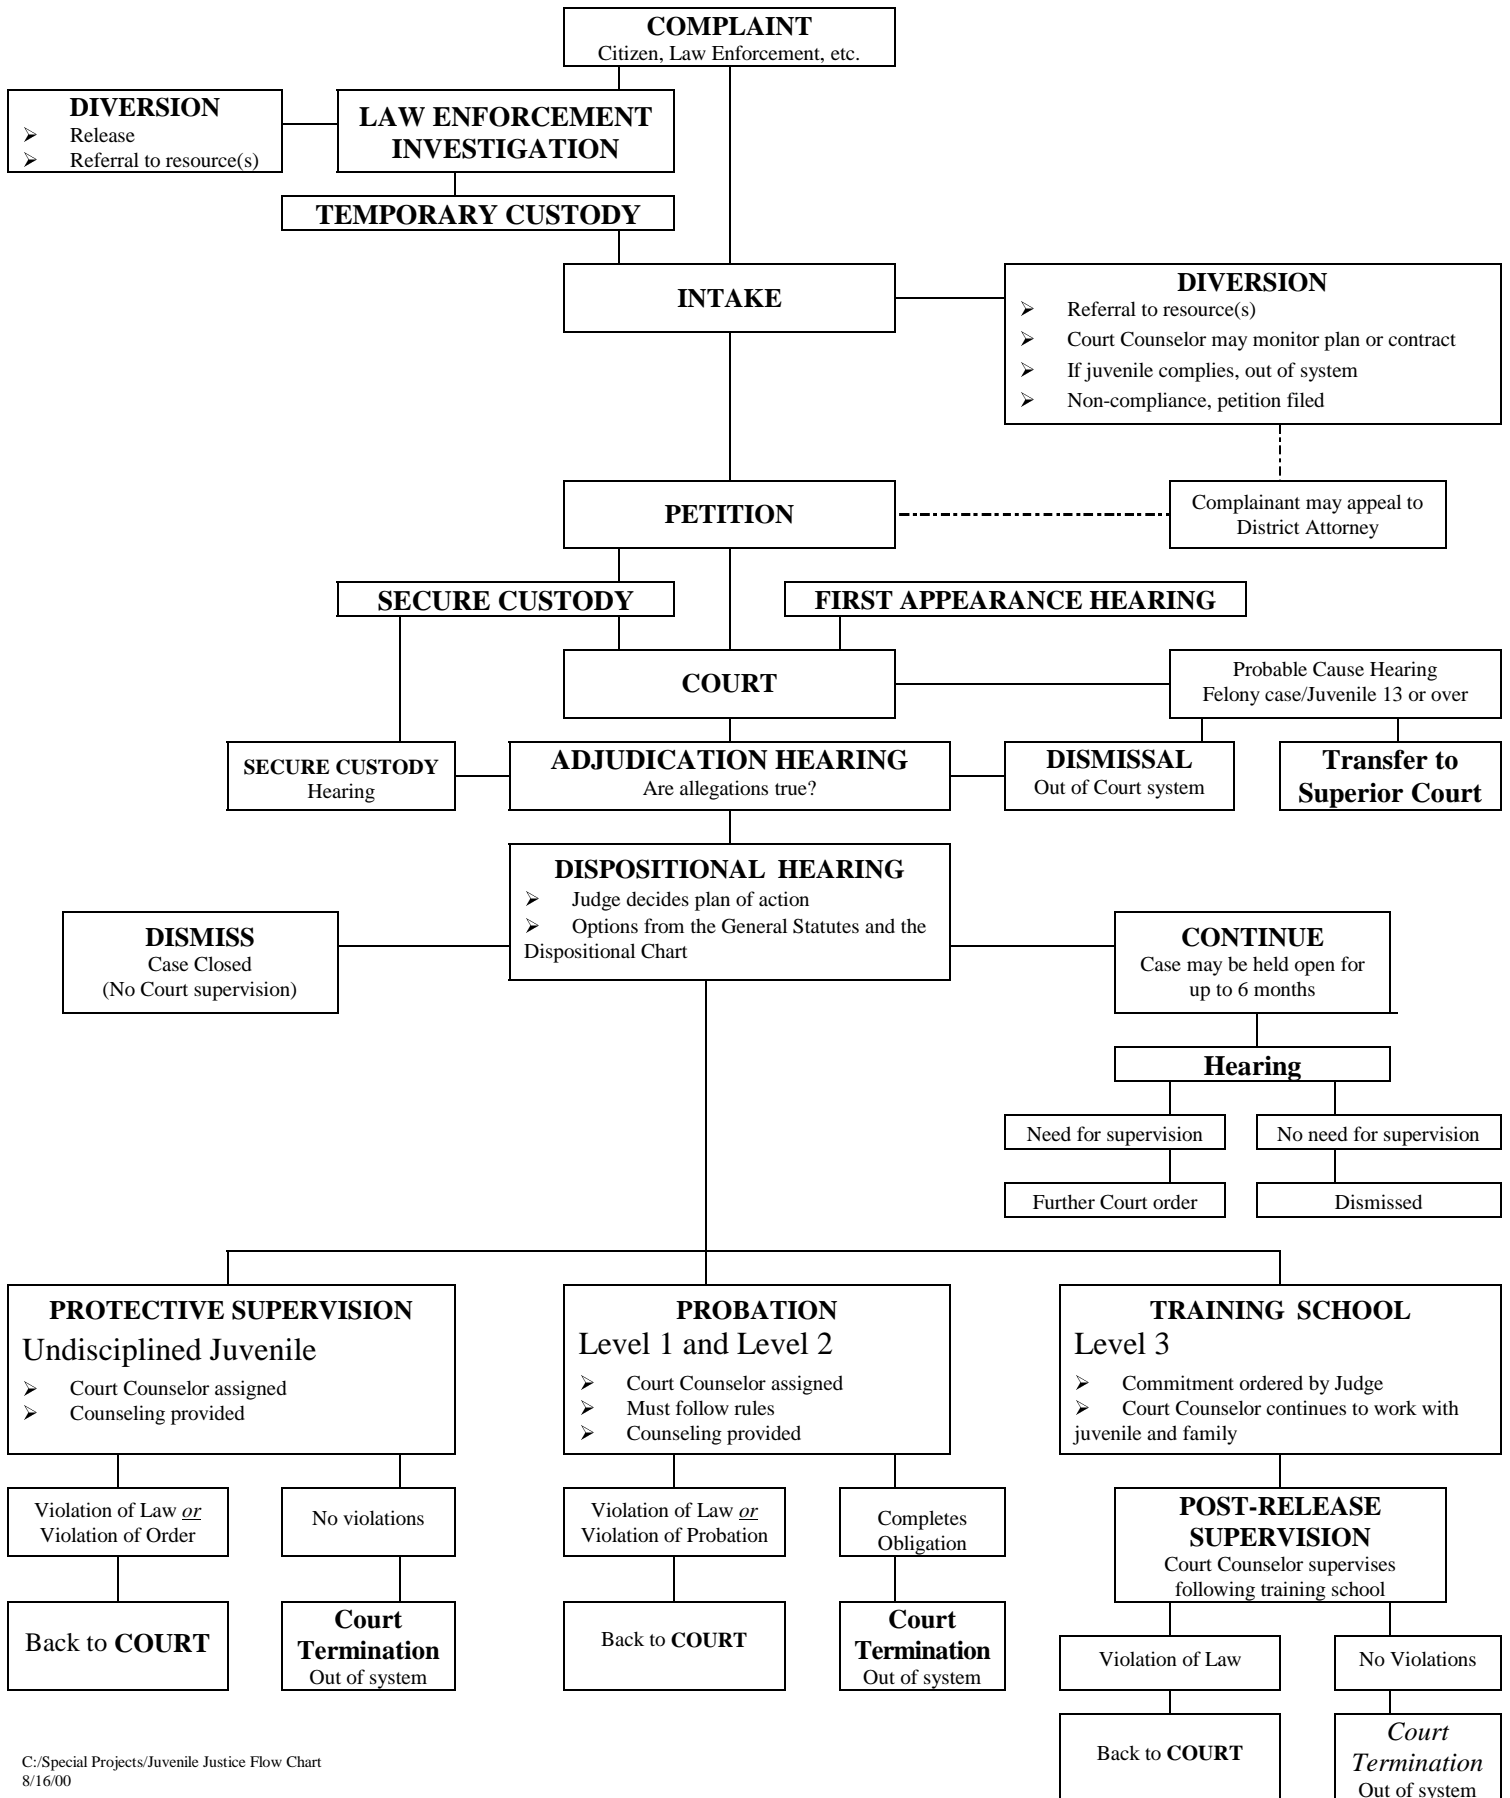 COMPLAINT
Citizen, Law Enforcement, etc.
DIVERSION
➢ Release
➢ Referral to resource(s)
LAW ENFORCEMENT
INVESTIGATION
TEMPORARY CUSTODY
INTAKE
DIVERSION
➢ Referral to resource(s)
➢ Court Counselor may monitor plan or contract
➢ If juvenile complies, out of system
➢ Non-compliance, petition filed
PETITION
Complainant may appeal to
District Attorney
SECURE CUSTODY
FIRST APPEARANCE HEARING
COURT
Probable Cause Hearing
Felony case/Juvenile 13 or over
SECURE CUSTODY
Hearing
ADJUDICATION HEARING
Are allegations true?
DISMISSAL
Out of Court system
Transfer to
Superior Court
DISPOSITIONAL HEARING
➢ Judge decides plan of action
➢ Options from the General Statutes and the
Dispositional Chart
DISMISS
Case Closed
(No Court supervision)
CONTINUE
Case may be held open for
up to 6 months
Hearing
Need for supervision
No need for supervision
Further Court order
Dismissed
PROTECTIVE SUPERVISION
Undisciplined Juvenile
➢ Court Counselor assigned
➢ Counseling provided
PROBATION
Level 1 and Level 2
➢ Court Counselor assigned
➢ Must follow rules
➢ Counseling provided
TRAINING SCHOOL
Level 3
➢ Commitment ordered by Judge
➢ Court Counselor continues to work with
juvenile and family
Violation of Law or
Violation of Order
No violations
Violation of Law or
Violation of Probation
Completes
Obligation
POST-RELEASE
SUPERVISION
Court Counselor supervises
following training school
Back to COURT
Court
Termination
Out of system
Back to COURT
Court
Termination
Out of system
Violation of Law
No Violations
Back to COURT
Court
Termination
Out of system
C:/Special Projects/Juvenile Justice Flow Chart
8/16/00